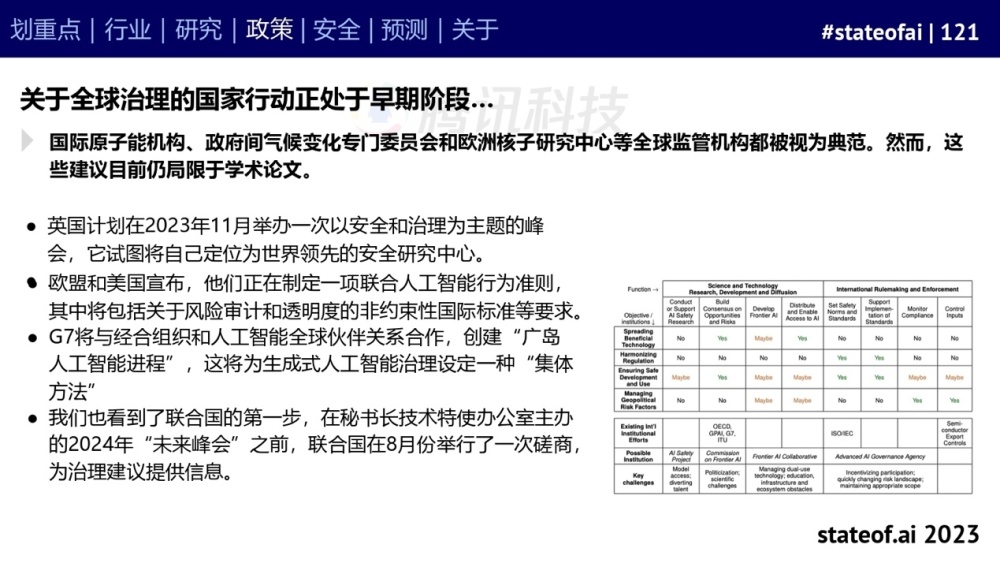 划重点 | 行业 | 研究 | 政策 | 安全 | 预测 | 关于
#stateofai | 121
腾讯科技
关于全球治理的国家行动正处于早期阶段...
国际原子能机构、政府间气候变化专门委员会和欧洲核子研究中心等全球监管机构都被视为典范。然而，这
些建议目前仍局限于学术论文。
● 英国计划在2023年11月举办一次以安全和治理为主题的峰
会，它试图将自己定位为世界领先的安全研究中心。
● 欧盟和美国宣布，他们正在制定一项联合人工智能行为准则，
其中将包括关于风险审计和透明度的非约束性国际标准等要求。
● G7将与经合组织和人工智能全球伙伴关系合作，创建“广岛
人工智能进程”，这将为生成式人工智能治理设定一种“集体
方法”
● 我们也看到了联合国的第一步，在秘书长技术特使办公室主办
的2024年“未来峰会”之前，联合国在8月份举行了一次磋商，
为治理建议提供信息。
Function → Science and Technology International Rulemaking and Enforcement
Research, Development and Diffusion
Objective / institutions ↓ Conduct or Support AI Safety Research Build Consensus on Opportunities and Risks Develop Frontier AI Distribute and Enable Access to AI Set Safety Norms and Standards Support Implemen-tation of Standards Monitor Compliance Control Inputs
Spreading Beneficial Technology No Yes Maybe Yes No No No No
Harmonizing Regulation No No No No Yes Yes No No
Ensuring Safe Development and Use Maybe Yes Maybe Maybe Yes Yes Maybe Maybe
Managing Geopolitical Risk Factors No No Maybe Maybe No No Yes Yes
Existing Int'l Institutional Efforts OECD, GPAI, G7, ITU ISO/IEC Semi-conductor Export Controls
Possible Institution AI Safety Project Commission on Frontier AI Frontier AI Collaborative Advanced AI Governance Agency
Key challenges Model access; diverting talent Politicization; scientific challenges Managing dual-use technology; education, infrastructure and ecosystem obstacles Incentivizing participation; quickly changing risk landscape; maintaining appropriate scope
stateof.ai 2023